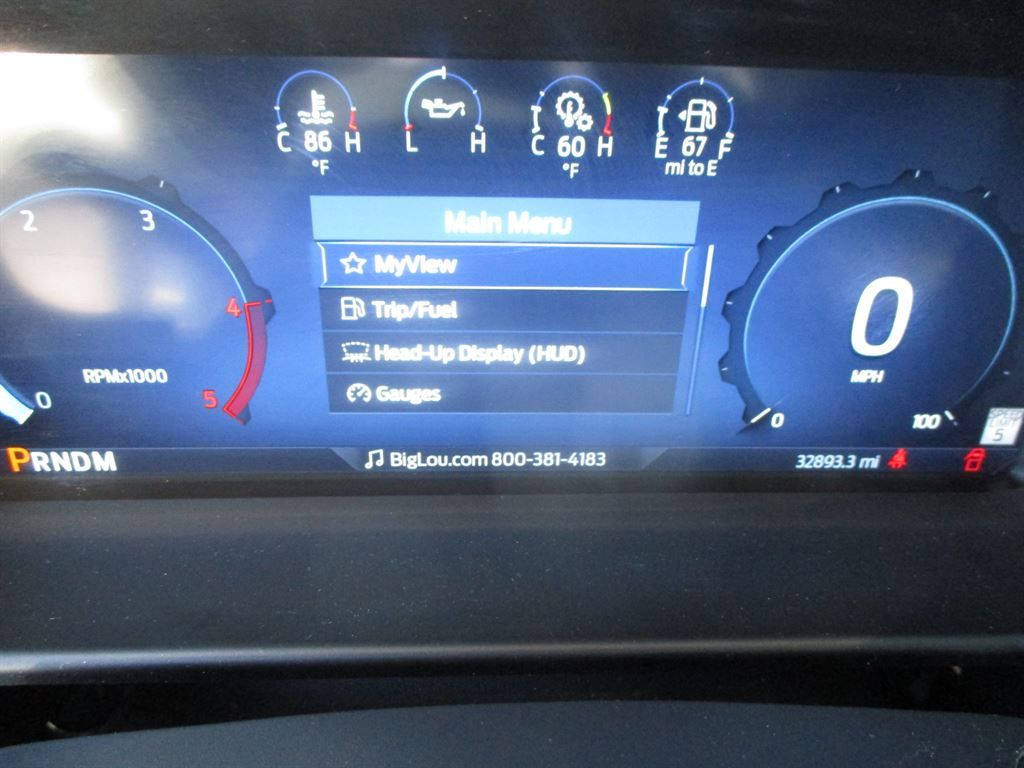 C 86 H
°F
L H
C 60 H
°F
E 67 F
mi to E
2 3
4
5
0
RPMx1000
Main Menu
MyView
Trip/Fuel
Head-Up Display (HUD)
Gauges
0
MPH
0 100
SPEED
LIMIT
5
PRNDM
BigLou.com 800-381-4183
32893.3 mi